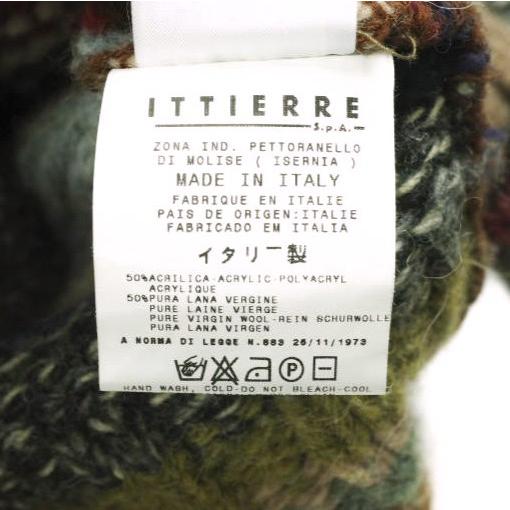 ITTIERRE
S.p.A.
ZONA IND. PETTORANELLO
DI MOLISE ( ISERNIA )
MADE IN ITALY
FABRIQUE EN ITALIE
PAIS DE ORIGEN:ITALIE
FABRICADO EM ITALIA
イタリー製
50%ACRILICA-ACRYLIC-POLYACRYL
ACRYLIQUE
50%PURA LANA VERGINE
PURE LAINE VIERGE
PURE VIRGIN WOOL-REIN SCHURWOLLE
PURA LANA VIRGEN
A NORMA DI LEGGE N.883 26/11/1973
HAND WASH, COLD-DO NOT BLEACH-COOL